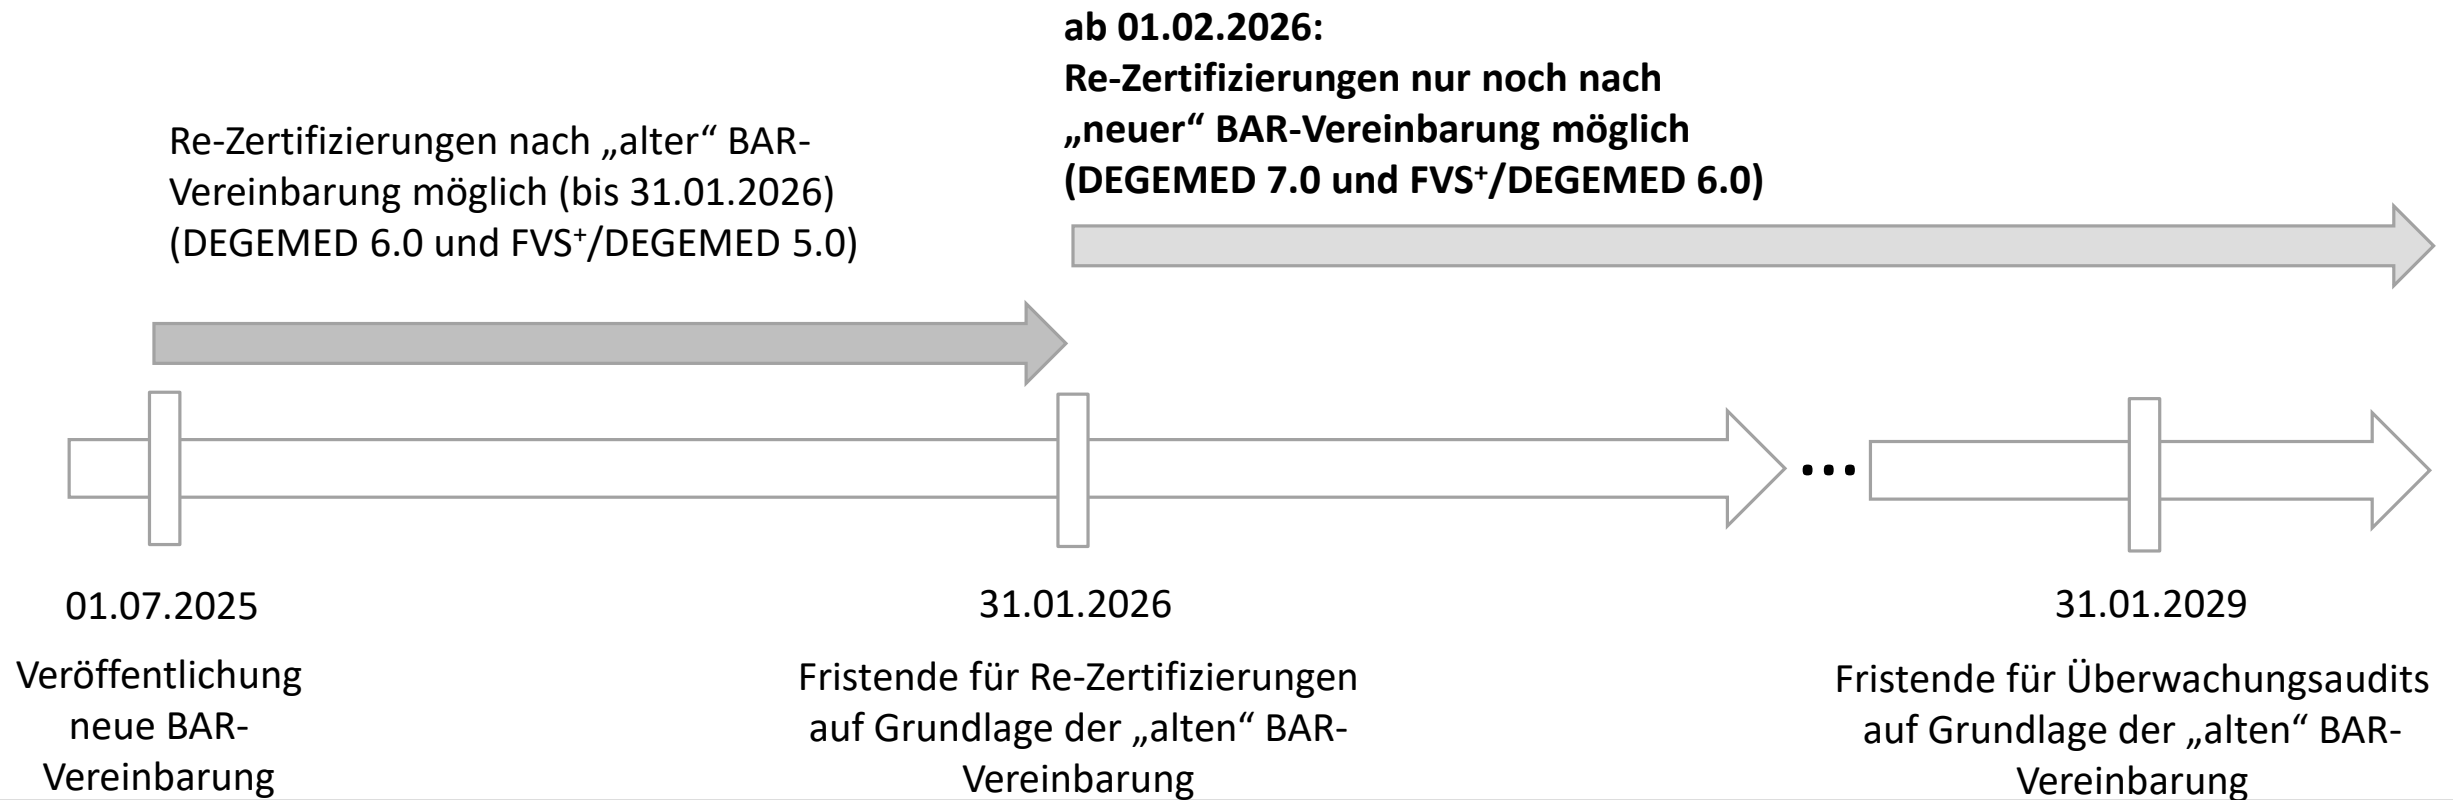 ab 01.02.2026:
Re-Zertifizierungen nur noch nach
„neuer“ BAR-Vereinbarung möglich
(DEGEMED 7.0 und FVS⁺/DEGEMED 6.0)
Re-Zertifizierungen nach „alter“ BAR-
Vereinbarung möglich (bis 31.01.2026)
(DEGEMED 6.0 und FVS⁺/DEGEMED 5.0)
...
01.07.2025
Veröffentlichung
neue BAR-
Vereinbarung
31.01.2026
Fristende für Re-Zertifizierungen
auf Grundlage der „alten“ BAR-
Vereinbarung
31.01.2029
Fristende für Überwachungsaudits
auf Grundlage der „alten“ BAR-
Vereinbarung